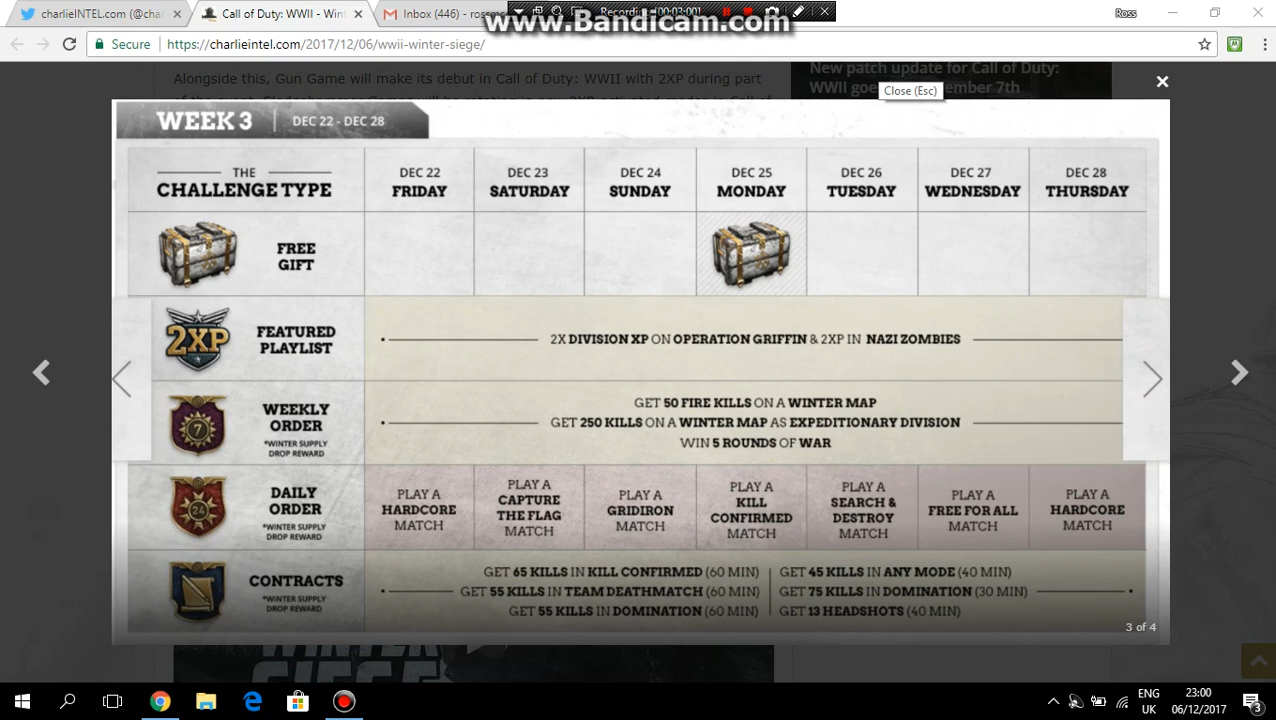 charlieINTEL.com (@cha
Call of Duty: WWII - Win
Inbox (446) - rossm
Recording [00:03:00]
www.Bandicam.com
Ross
Secure
https://charlieintel.com/2017/12/06/wwii-winter-siege/
Alongside this, Gun Game will make its debut in Call of Duty: WWII with 2XP during part
New patch update for Call of Duty:
WWII goe
ember 7th
Close (Esc)
WEEK 3
DEC 22 - DEC 28
THE
CHALLENGE TYPE
DEC 22
FRIDAY
DEC 23
SATURDAY
DEC 24
SUNDAY
DEC 25
MONDAY
DEC 26
TUESDAY
DEC 27
WEDNESDAY
DEC 28
THURSDAY
FREE
GIFT
2XP
FEATURED
PLAYLIST
2X DIVISION XP ON OPERATION GRIFFIN & 2XP IN NAZI ZOMBIES
7
WEEKLY
ORDER
*WINTER SUPPLY
DROP REWARD
GET 50 FIRE KILLS ON A WINTER MAP
GET 250 KILLS ON A WINTER MAP AS EXPEDITIONARY DIVISION
WIN 5 ROUNDS OF WAR
24
DAILY
ORDER
*WINTER SUPPLY
DROP REWARD
PLAY A
HARDCORE
MATCH
PLAY A
CAPTURE
THE FLAG
MATCH
PLAY A
GRIDIRON
MATCH
PLAY A
KILL
CONFIRMED
MATCH
PLAY A
SEARCH &
DESTROY
MATCH
PLAY A
FREE FOR ALL
MATCH
PLAY A
HARDCORE
MATCH
CONTRACTS
*WINTER SUPPLY
DROP REWARD
GET 65 KILLS IN KILL CONFIRMED (60 MIN)
GET 55 KILLS IN TEAM DEATHMATCH (60 MIN)
GET 55 KILLS IN DOMINATION (60 MIN)
GET 45 KILLS IN ANY MODE (40 MIN)
GET 75 KILLS IN DOMINATION (30 MIN)
GET 13 HEADSHOTS (40 MIN)
3 of 4
SIEGE
ENG
UK
23:00
06/12/2017
3